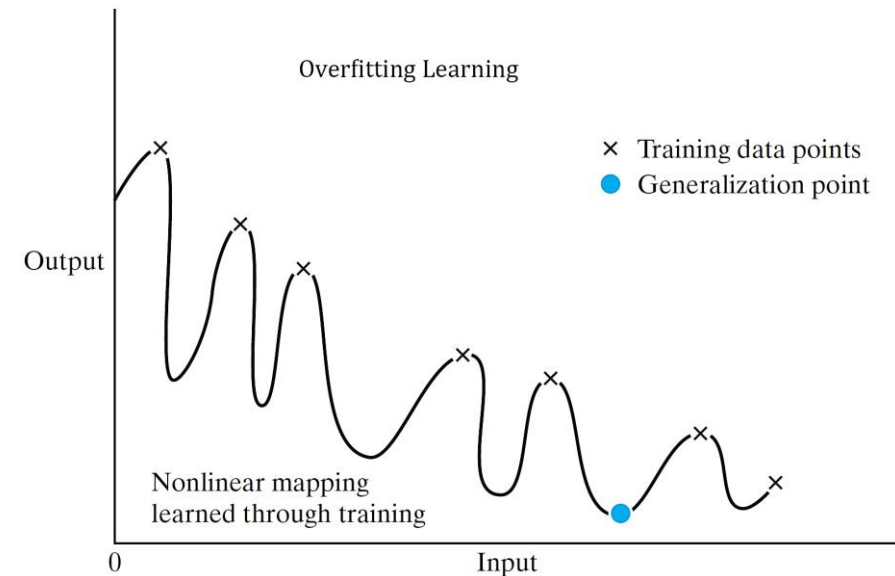 Overfitting Learning
× Training data points
Generalization point
Output
Nonlinear mapping
learned through training
0
Input